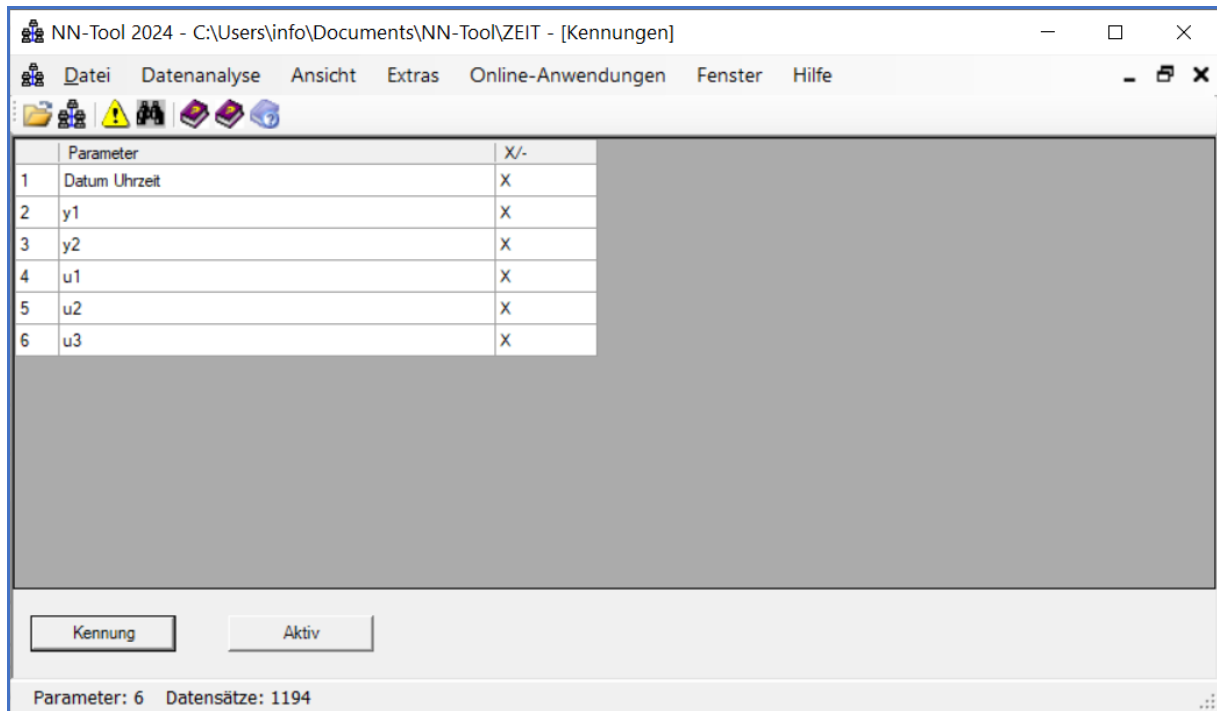 NN-Tool 2024 - C:\Users\info\Documents\NN-Tool\ZEIT - [Kennungen]
Datei Datenanalyse Ansicht Extras Online-Anwendungen Fenster Hilfe
Parameter X/-
1 Datum Uhrzeit X
2 y1 X
3 y2 X
4 u1 X
5 u2 X
6 u3 X
Kennung Aktiv
Parameter: 6 Datensätze: 1194